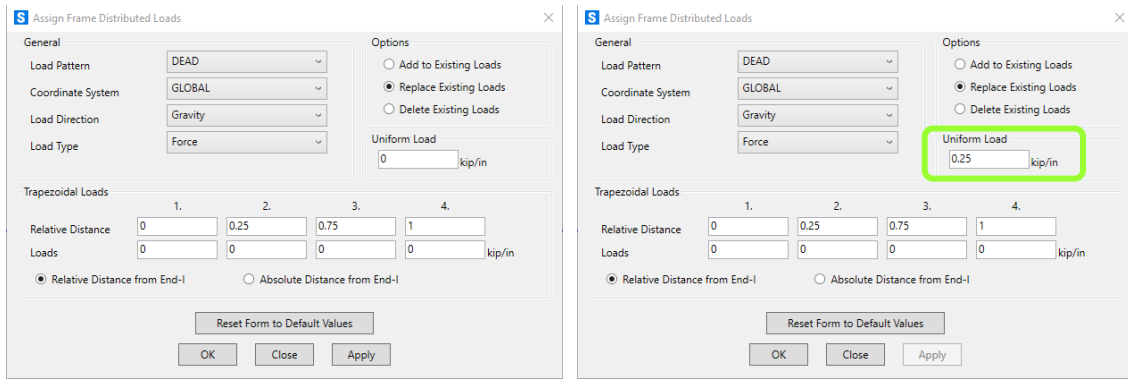 S Assign Frame Distributed Loads
General
Load Pattern DEAD
Coordinate System GLOBAL
Load Direction Gravity
Load Type Force
Options
Add to Existing Loads
Replace Existing Loads
Delete Existing Loads
Uniform Load
0 kip/in
Trapezoidal Loads
1. 2. 3. 4.
Relative Distance 0 0.25 0.75 1
Loads 0 0 0 0 kip/in
Relative Distance from End-I Absolute Distance from End-I
Reset Form to Default Values
OK Close Apply
S Assign Frame Distributed Loads
General
Load Pattern DEAD
Coordinate System GLOBAL
Load Direction Gravity
Load Type Force
Options
Add to Existing Loads
Replace Existing Loads
Delete Existing Loads
Uniform Load
0.25 kip/in
Trapezoidal Loads
1. 2. 3. 4.
Relative Distance 0 0.25 0.75 1
Loads 0 0 0 0 kip/in
Relative Distance from End-I Absolute Distance from End-I
Reset Form to Default Values
OK Close Apply